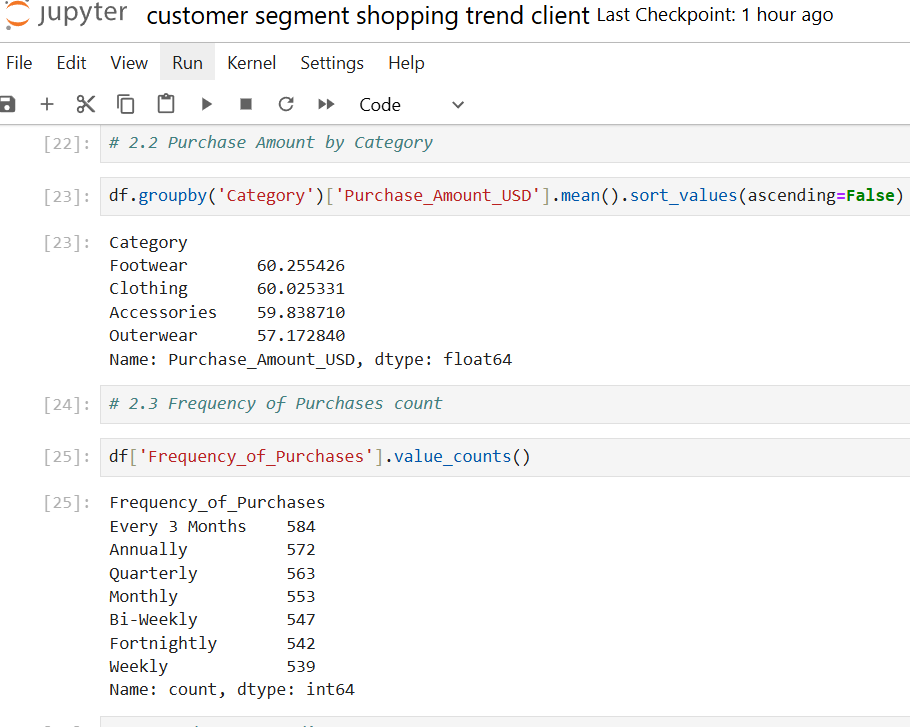 jupyter customer segment shopping trend client Last Checkpoint: 1 hour ago
File Edit View Run Kernel Settings Help
Code
[22]: # 2.2 Purchase Amount by Category
[23]: df.groupby('Category')['Purchase_Amount_USD'].mean().sort_values(ascending=False)
[23]: Category
Footwear 60.255426
Clothing 60.025331
Accessories 59.838710
Outerwear 57.172840
Name: Purchase_Amount_USD, dtype: float64
[24]: # 2.3 Frequency of Purchases count
[25]: df['Frequency_of_Purchases'].value_counts()
[25]: Frequency_of_Purchases
Every 3 Months 584
Annually 572
Quarterly 563
Monthly 553
Bi-Weekly 547
Fortnightly 542
Weekly 539
Name: count, dtype: int64